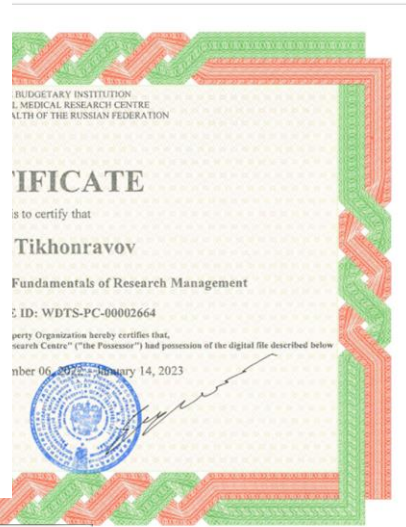 BUDGETARY INSTITUTION
L MEDICAL RESEARCH CENTRE
ALTH OF THE RUSSIAN FEDERATION
TIFICATE
is to certify that
Tikhonravov
Fundamentals of Research Management
E ID: WDTS-PC-00002664
perty Organization hereby certifies that,
search Centre" ("the Possessor") had possession of the digital file described below
mber 06, 2022 - January 14, 2023